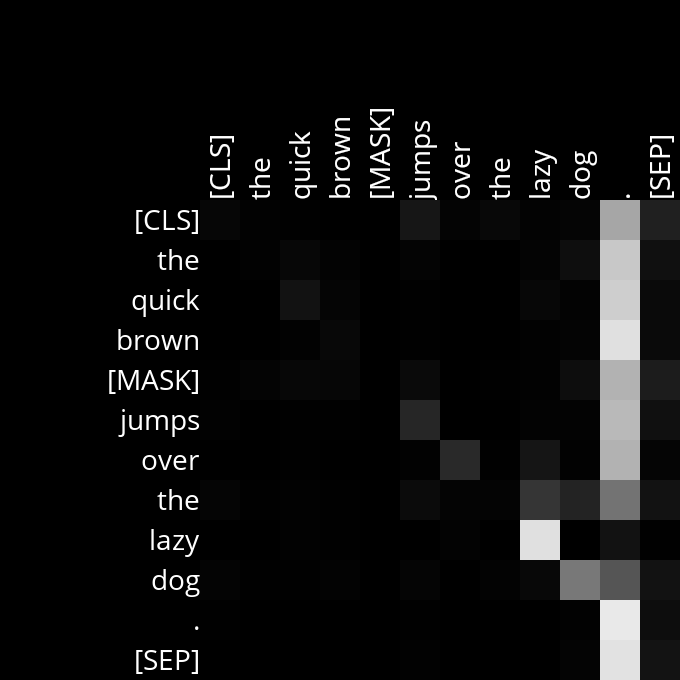 [CLS] the quick brown [MASK] jumps over the lazy dog . [SEP]
[CLS]
the
quick
brown
[MASK]
jumps
over
the
lazy
dog
.
[SEP]